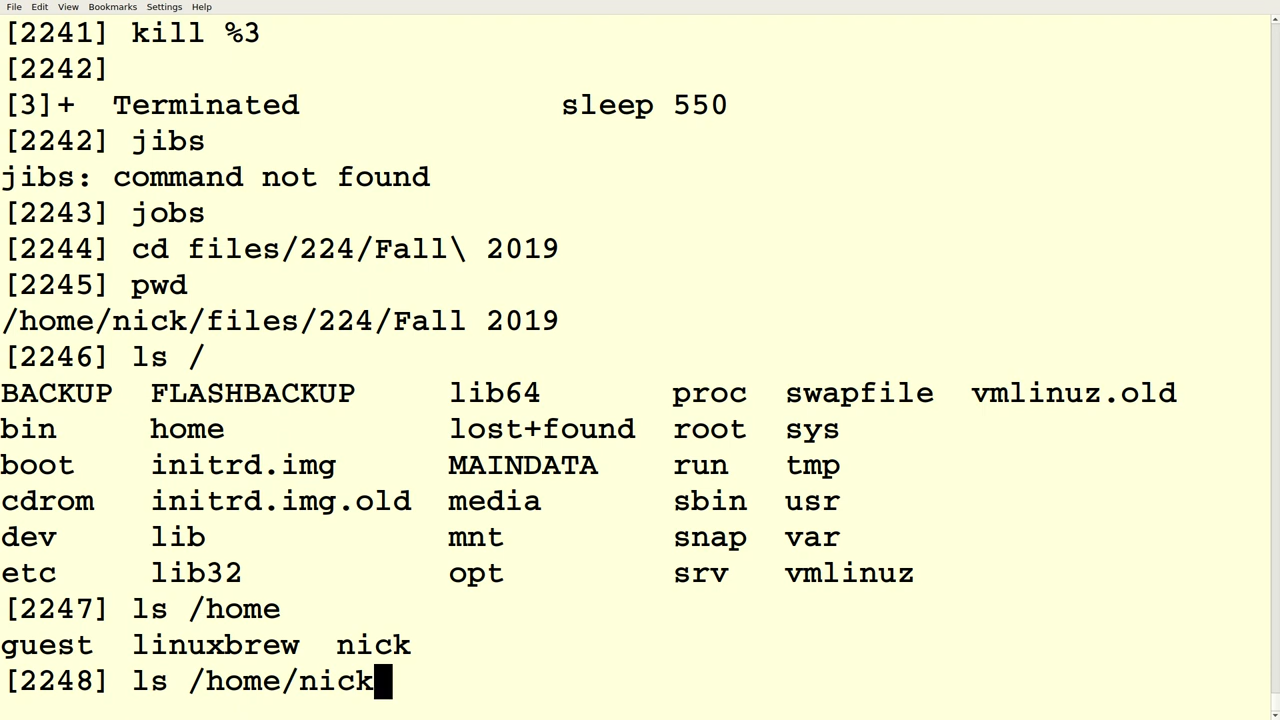 File Edit View Bookmarks Settings Help
[2241] kill %3
[2242]
[3]+  Terminated              sleep 550
[2242] jibs
jibs: command not found
[2243] jobs
[2244] cd files/224/Fall\ 2019
[2245] pwd
/home/nick/files/224/Fall 2019
[2246] ls /
BACKUP  FLASHBACKUP     lib64       proc  swapfile  vmlinuz.old
bin     home            lost+found  root  sys
boot    initrd.img      MAINDATA    run   tmp
cdrom   initrd.img.old  media       sbin  usr
dev     lib             mnt         snap  var
etc     lib32           opt         srv   vmlinuz
[2247] ls /home
guest  linuxbrew  nick
[2248] ls /home/nick